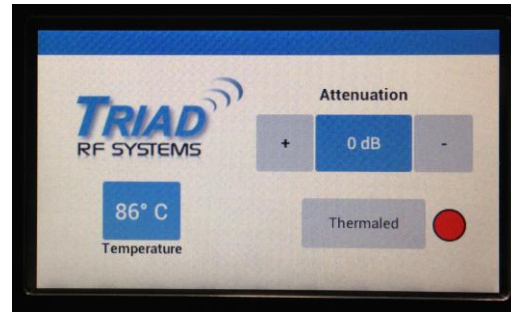 TRIAD
RF SYSTEMS
Attenuation
+ 0 dB -
86° C
Temperature
Thermaled